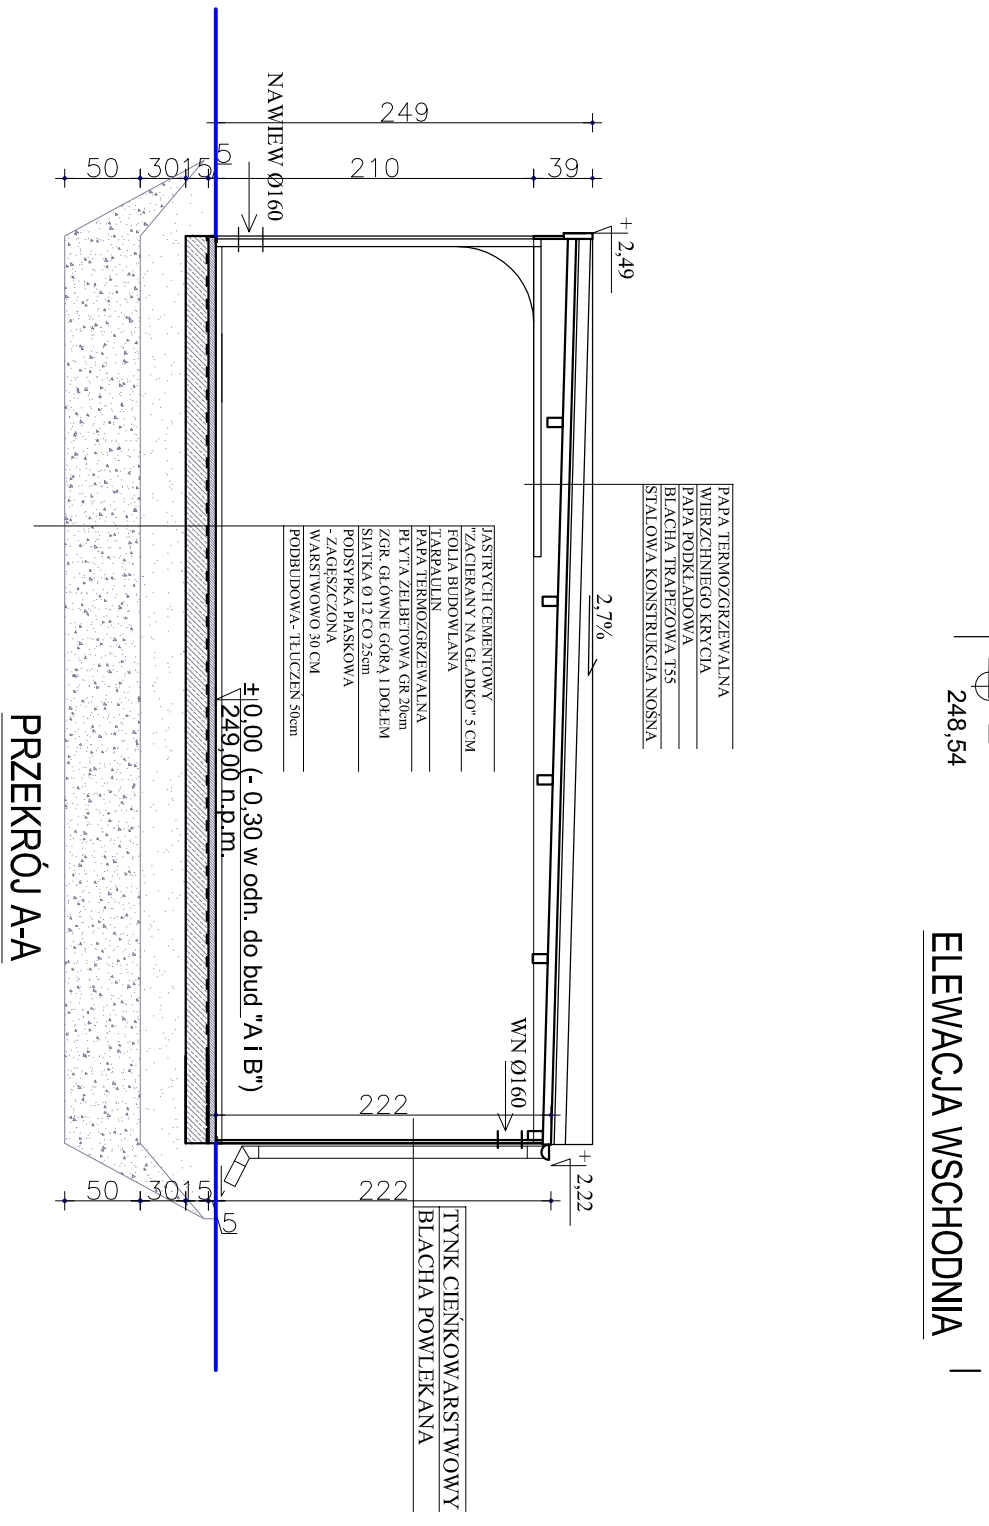 248,54
ELEWACJA WSCHODNIA
PAPA TERMOZGRZEWALNA
WIERZCHNIEGO KRYCIA
PAPA PODKŁADOWA
BLACHA TRAPEZOWA T55
STALOWA KONSTRUKCJA NOŚNA
+
2,49
2,7%
+
2,22
249
39
210
5
15
30
50
NAWIEW Ø160
WN Ø160
222
222
5
15
30
50
JASTRYCH CEMENTOWY
"ZACIERANY NA GŁADKO" 5 CM
FOLIA BUDOWLANA
TARPAULIN
PAPA TERMOZGRZEWALNA
PŁYTA ŻELBETOWA GR 20cm
ZGR. GŁÓWNE GÓRĄ I DOŁEM
SIATKA Ø 12 CO 25cm
PODSYPKA PIASKOWA
- ZAGĘSZCZONA
WARSTWOWO 30 CM
PODBUDOWA- TŁUCZEŃ 50cm
TYNK CIEŃKOWARSTWOWY
BLACHA POWLEKANA
±0,00 (- 0,30 w odn. do bud "A i B")
249,00 n.p.m.
PRZEKRÓJ A-A